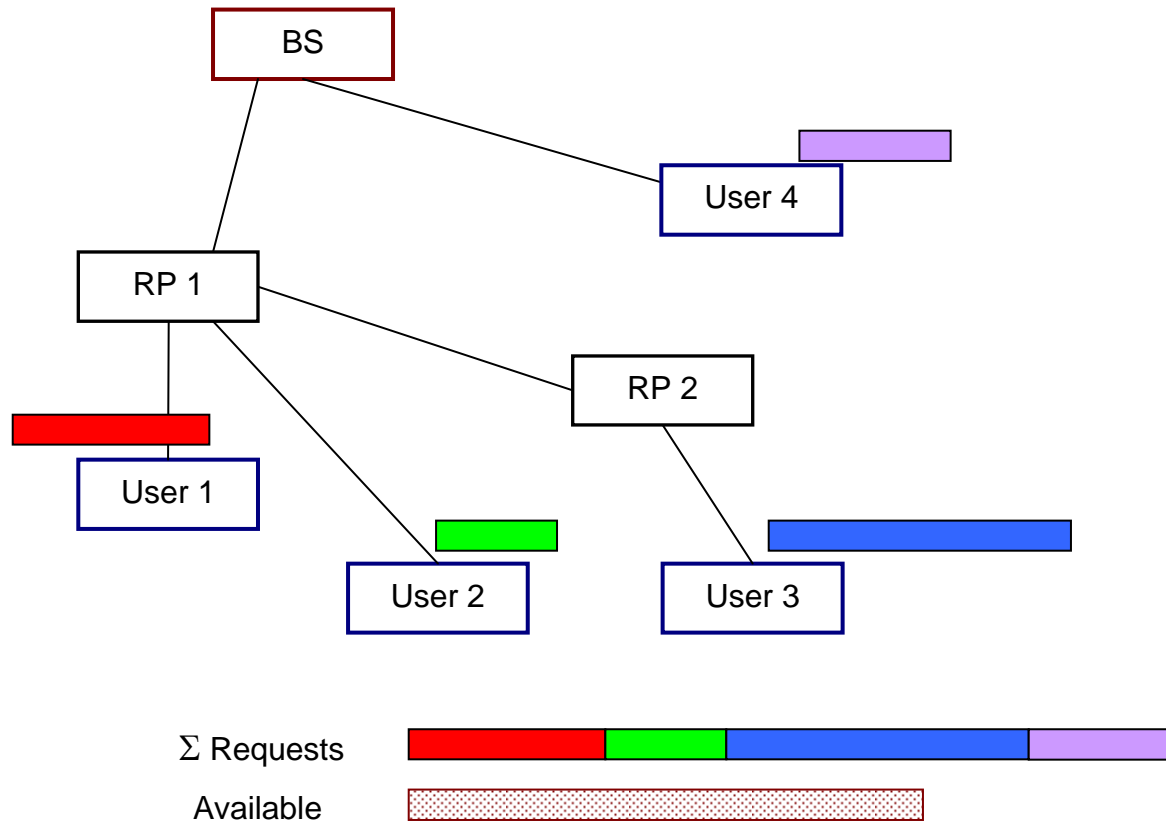 BS
User 4
RP 1
RP 2
User 1
User 2
User 3
Σ Requests
Available